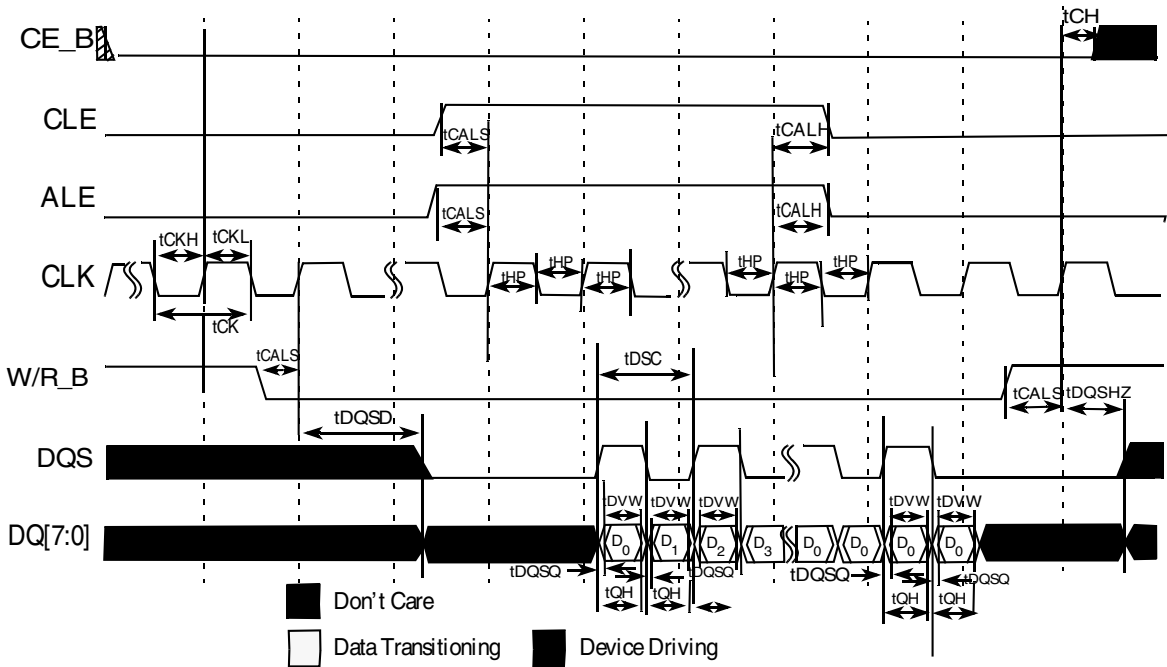 tCH
CE_B
CLE
tCALS
tCALH
ALE
tCALS
tCALH
tCKH
tCKL
CLK
tHP
tHP
tHP
tHP
tHP
tHP
tCK
tCALS
tDSC
W/R_B
tCALS
tDQSHZ
tDQSD
DQS
tDVW
tDVW
tDVW
tDVW
tDVW
DQ[7:0]
D0
D1
D2
D3
D0
D0
D0
D0
tDQSQ
tDQSQ
tDQSQ
tDQSQ
tQH
tQH
tQH
tQH
Don't Care
Data Transitioning
Device Driving